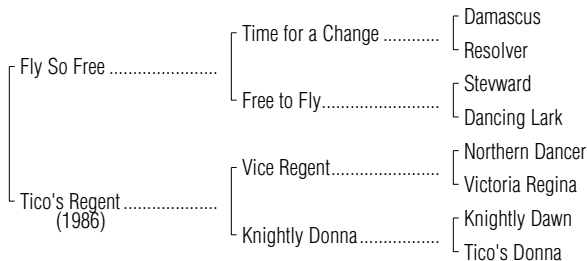 Damascus
Time for a Change ............
Resolver
Fly So Free ......................
Stevward
Free to Fly........................
Dancing Lark
Northern Dancer
Vice Regent......................
Victoria Regina
Tico's Regent ...................
(1986)
Knightly Dawn
Knightly Donna................
Tico's Donna